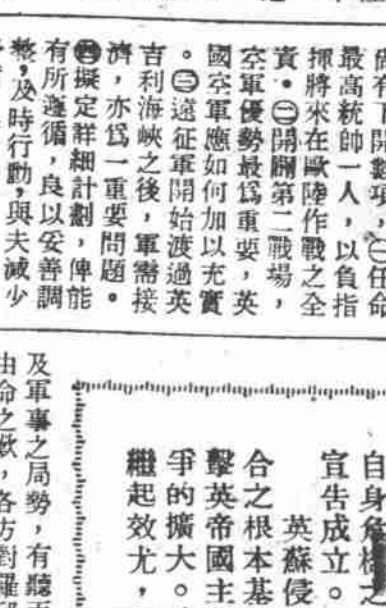 尚有下開數項，㊀任命
最高統帥一人，以負指
揮將來在歐陸作戰之全
責。㊁開闢第二戰場，
空軍優勢最爲重要，英
國空軍應如何加以充實
。㊂遠征軍開始渡過英
吉利海峽之後，軍需接
濟，亦爲一重要問題。
㊃擬定詳細計劃，俾能
有所遵循，良以妥善調
整，及時行動，與夫減少
自身危機之
宣告成立。
英蘇侵
合之根本基
擊英帝國主
爭的擴大。
繼起效尤，
及軍事之局勢，有聽
由命之歎，各方對羅